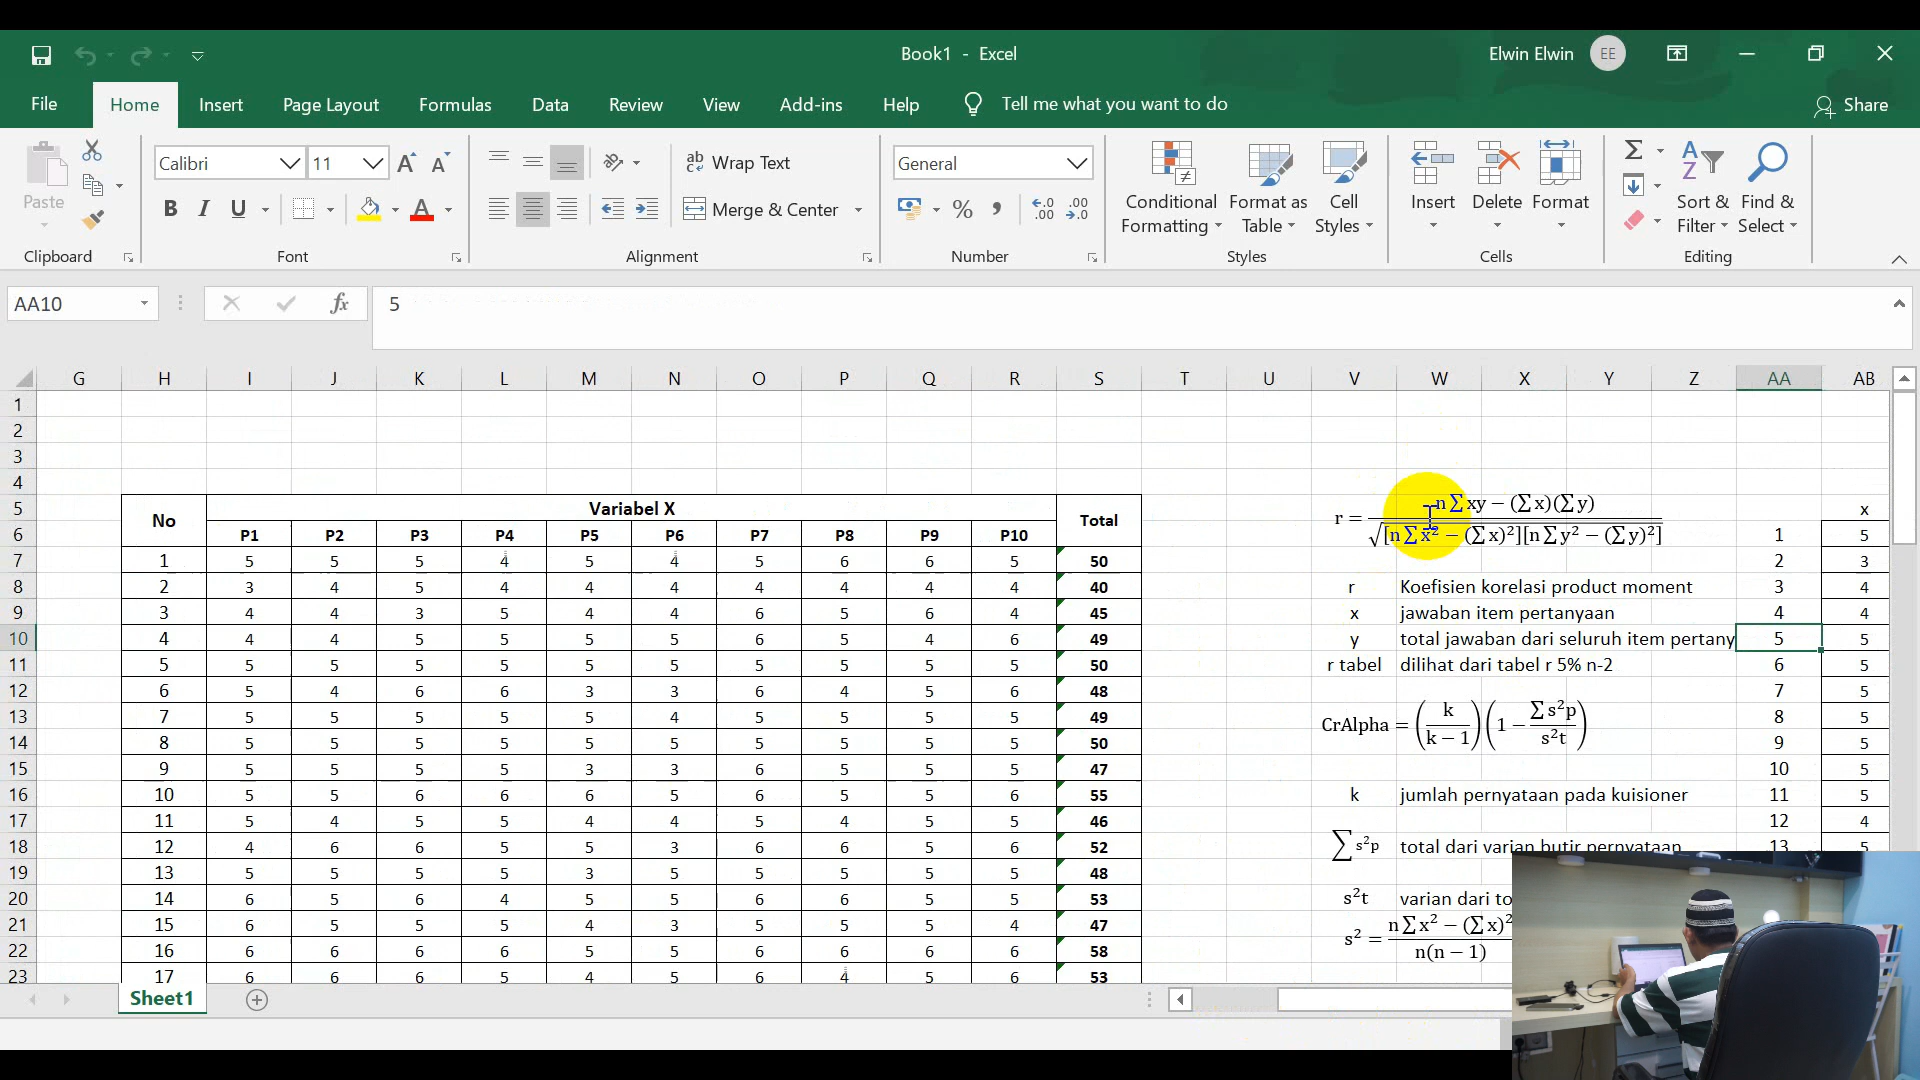 Book1 - Excel
Elwin Elwin EE
File Home Insert Page Layout Formulas Data Review View Add-ins Help Tell me what you want to do Share
Paste
Calibri 11
B I U
Wrap Text
Merge & Center
General
Conditional Formatting
Format as Table
Cell Styles
Insert Delete Format
Sort & Filter
Find & Select
Clipboard Font Alignment Number Styles Cells Editing
AA10 fx 5
G H I J K L M N O P Q R S T U V W X Y Z AA AB
1
2
3
4
5 No Variabel X Total x
6 P1 P2 P3 P4 P5 P6 P7 P8 P9 P10 1 5
7 1 5 5 5 4 5 4 5 6 6 5 50 2 3
8 2 3 4 5 4 4 4 4 4 4 4 40 3 4
9 3 4 4 3 5 4 4 6 5 6 4 45 4 4
10 4 4 4 5 5 5 5 6 5 4 6 49 5 5
11 5 5 5 5 5 5 5 5 5 5 5 50 6 5
12 6 5 4 6 6 3 3 6 4 5 6 48 7 5
13 7 5 5 5 5 5 4 5 5 5 5 49 8 5
14 8 5 5 5 5 5 5 5 5 5 5 50 9 5
15 9 5 5 5 5 3 3 6 5 5 5 47 10 5
16 10 5 5 6 6 6 5 6 5 5 6 55 11 5
17 11 5 4 5 5 4 4 5 4 5 5 46 12 4
18 12 4 6 6 5 5 3 6 6 5 6 52 13 5
19 13 5 5 5 5 3 5 5 5 5 5 48
20 14 6 5 6 4 5 5 6 6 5 5 53
21 15 6 5 5 5 4 3 5 5 5 4 47
22 16 6 6 6 6 5 5 6 6 6 6 58
23 17 6 6 6 5 4 5 6 4 5 6 53
r = n∑xy − (∑x)(∑y) / √[n∑x² − (∑x)²][n∑y² − (∑y)²]
r Koefisien korelasi product moment
x jawaban item pertanyaan
y total jawaban dari seluruh item pertany
r tabel dilihat dari tabel r 5% n-2
CrAlpha = (k / k − 1)(1 − ∑s²p / s²t)
k jumlah pernyataan pada kuisioner
∑s²p total dari varian butir pernyataan
s²t varian dari to
s² = n∑x² − (∑x)² / n(n − 1)
Sheet1